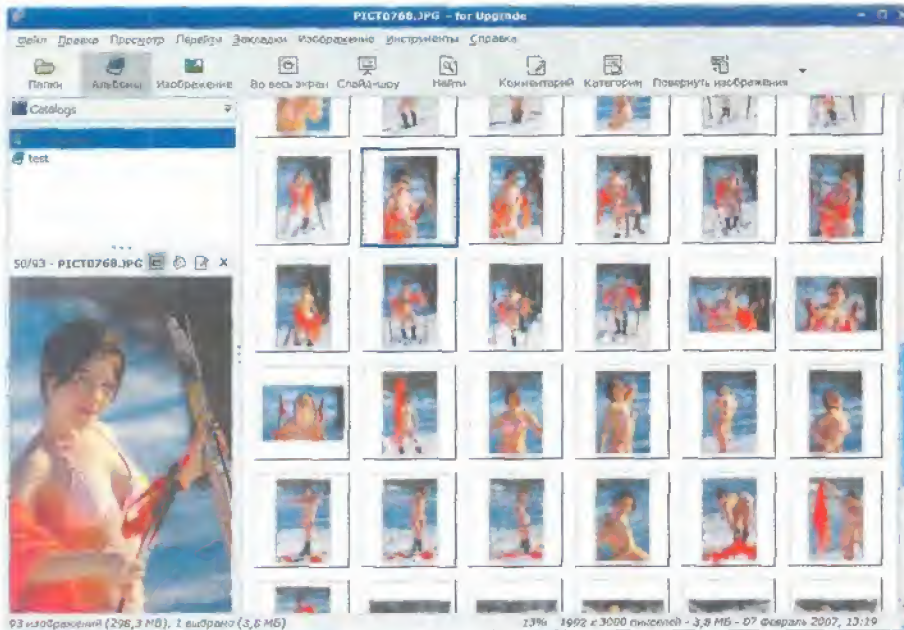 PICT0768.JPG - for Upgrade
Файл Правка Просмотр Перейти Закладки Изображение Инструменты Справка
Папки Альбомы Изображение Во весь экран Слайд-шоу Найти Комментарий Категории Повернуть изображения
Catalogs
test
50/93 - PICT0768.JPG
93 изображений (298,3 МБ), 1 выбрано (3,8 МБ)
13% 1992 x 3000 пикселей - 3,8 МБ - 07 Февраль 2007, 13:19